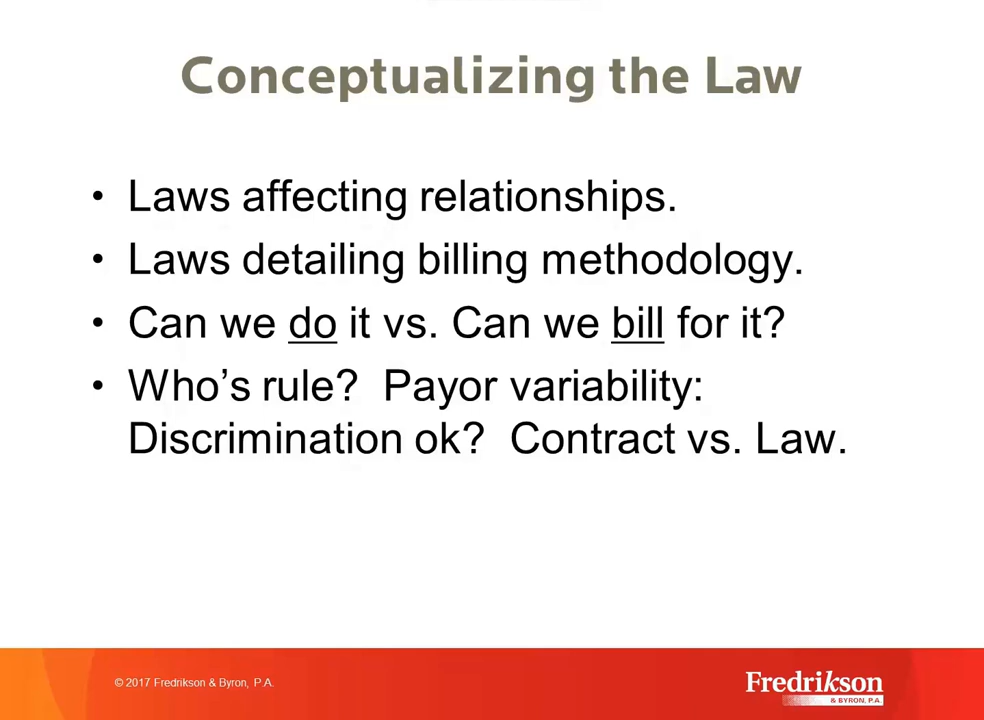 Conceptualizing the Law
• Laws affecting relationships.
• Laws detailing billing methodology.
• Can we do it vs. Can we bill for it?
• Who’s rule?  Payor variability:
Discrimination ok?  Contract vs. Law.
© 2017 Fredrikson & Byron, P.A.
Fredrikson
& BYRON, P.A.